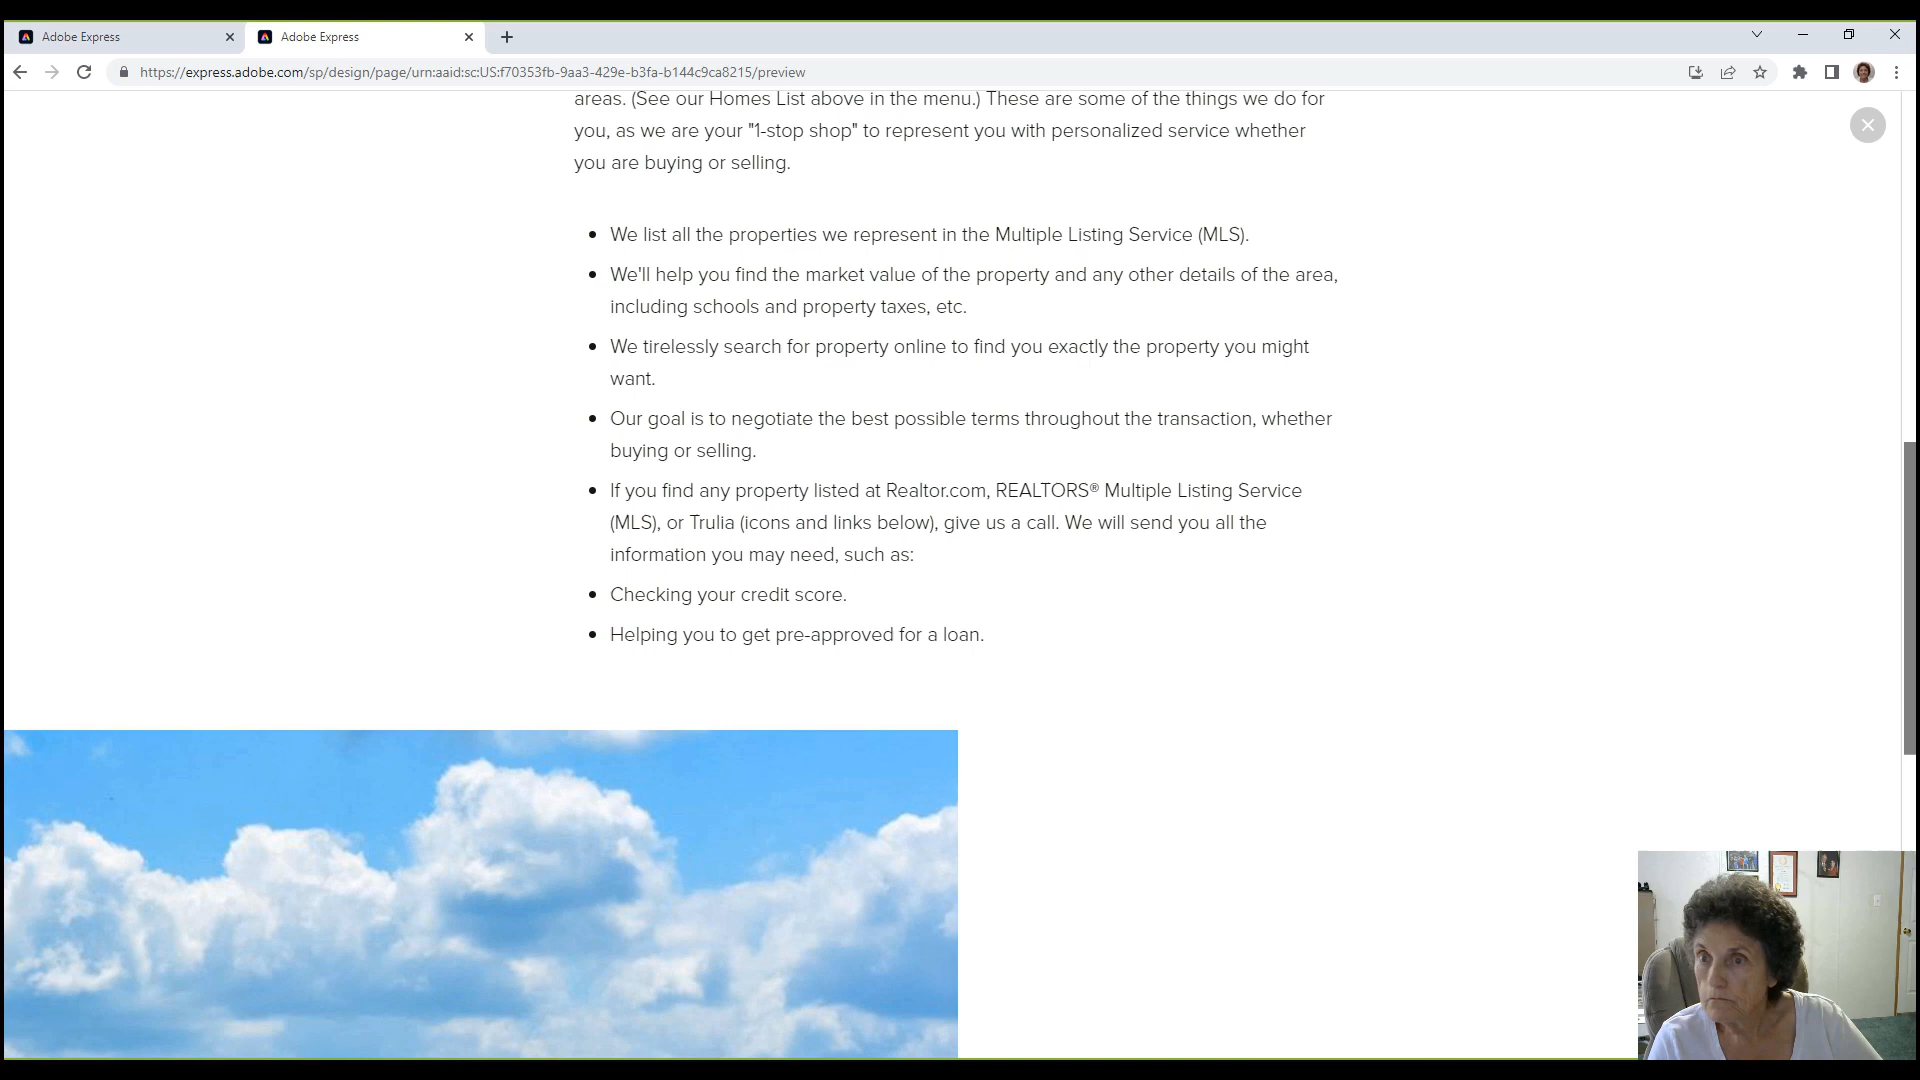 Adobe Express
Adobe Express
https://express.adobe.com/sp/design/page/urn:aaid:sc:US:f70353fb-9aa3-429e-b3fa-b144c9ca8215/preview
areas. (See our Homes List above in the menu.) These are some of the things we do for
you, as we are your "1-stop shop" to represent you with personalized service whether
you are buying or selling.
We list all the properties we represent in the Multiple Listing Service (MLS).
We'll help you find the market value of the property and any other details of the area,
including schools and property taxes, etc.
We tirelessly search for property online to find you exactly the property you might
want.
Our goal is to negotiate the best possible terms throughout the transaction, whether
buying or selling.
If you find any property listed at Realtor.com, REALTORS® Multiple Listing Service
(MLS), or Trulia (icons and links below), give us a call. We will send you all the
information you may need, such as:
Checking your credit score.
Helping you to get pre-approved for a loan.